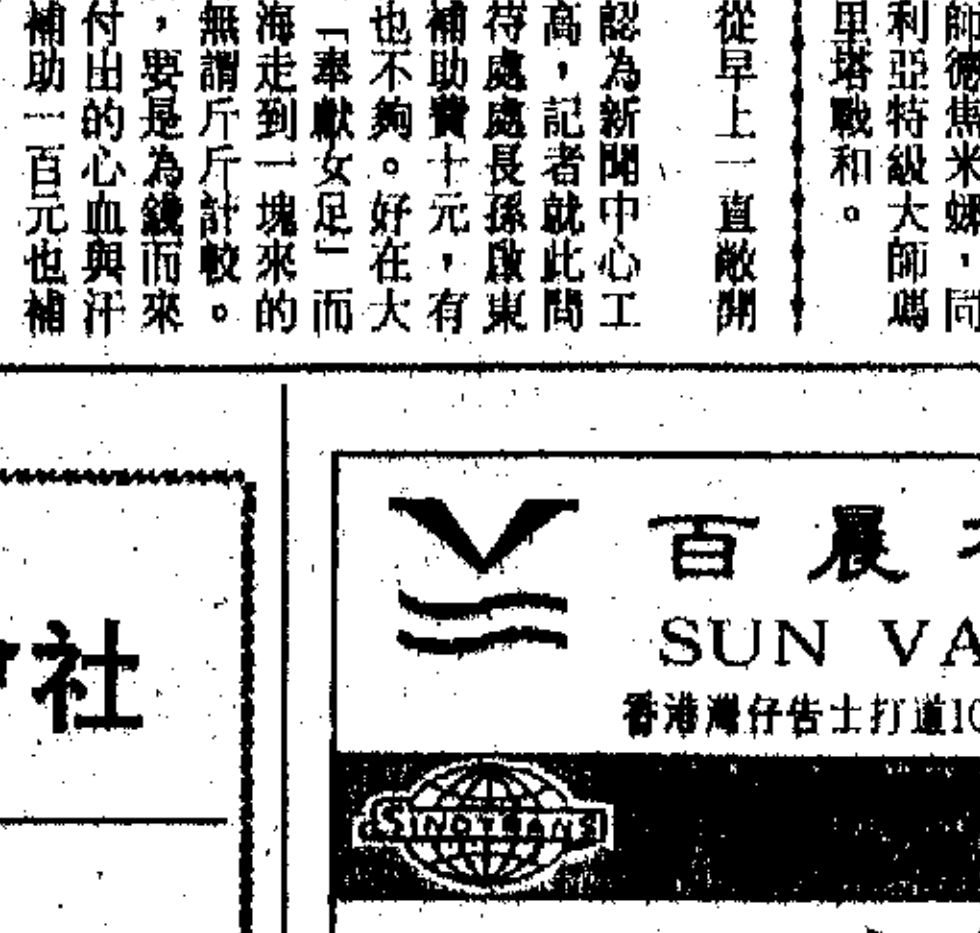 師徹焦米娣，同
利亞特級大師瑪
里塔戰和。
從早上一直敞開
認為新聞中心工
高，記者就此問
待處處長孫啟東
補助費十元，有
也不夠。好在大
「奉獻女足」而
海走到一塊來的
無謂斤斤計較。
，要是為錢而來
付出的心血與汗
補助一百元也補
社
百晨
SUN VA
香港灣仔告士打道10
SINOTRANS